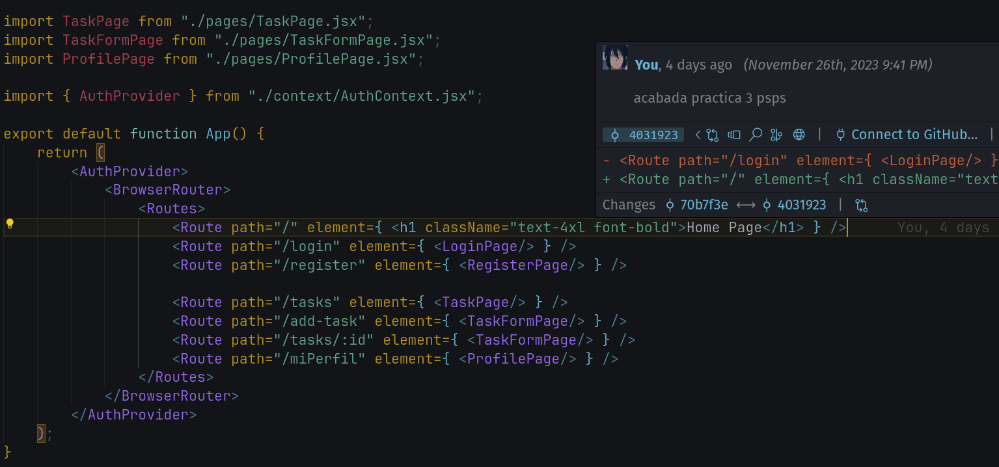 import TaskPage from "./pages/TaskPage.jsx";
import TaskFormPage from "./pages/TaskFormPage.jsx";
import ProfilePage from "./pages/ProfilePage.jsx";
import { AuthProvider } from "./context/AuthContext.jsx";
export default function App() {
return (
<AuthProvider>
<BrowserRouter>
<Routes>
<Route path="/" element={ <h1 className="text-4xl font-bold">Home Page</h1> } />
You, 4 days
<Route path="/login" element={ <LoginPage/> } />
<Route path="/register" element={ <RegisterPage/> } />
<Route path="/tasks" element={ <TaskPage/> } />
<Route path="/add-task" element={ <TaskFormPage/> } />
<Route path="/tasks/:id" element={ <TaskFormPage/> } />
<Route path="/miPerfil" element={ <ProfilePage/> } />
</Routes>
</BrowserRouter>
</AuthProvider>
);
}
You, 4 days ago (November 26th, 2023 9:41 PM)
acabada practica 3 psps
4031923 | Connect to GitHub... |
- <Route path="/login" element={ <LoginPage/> }
+ <Route path="/" element={ <h1 className="text
Changes 70b7f3e 4031923 |